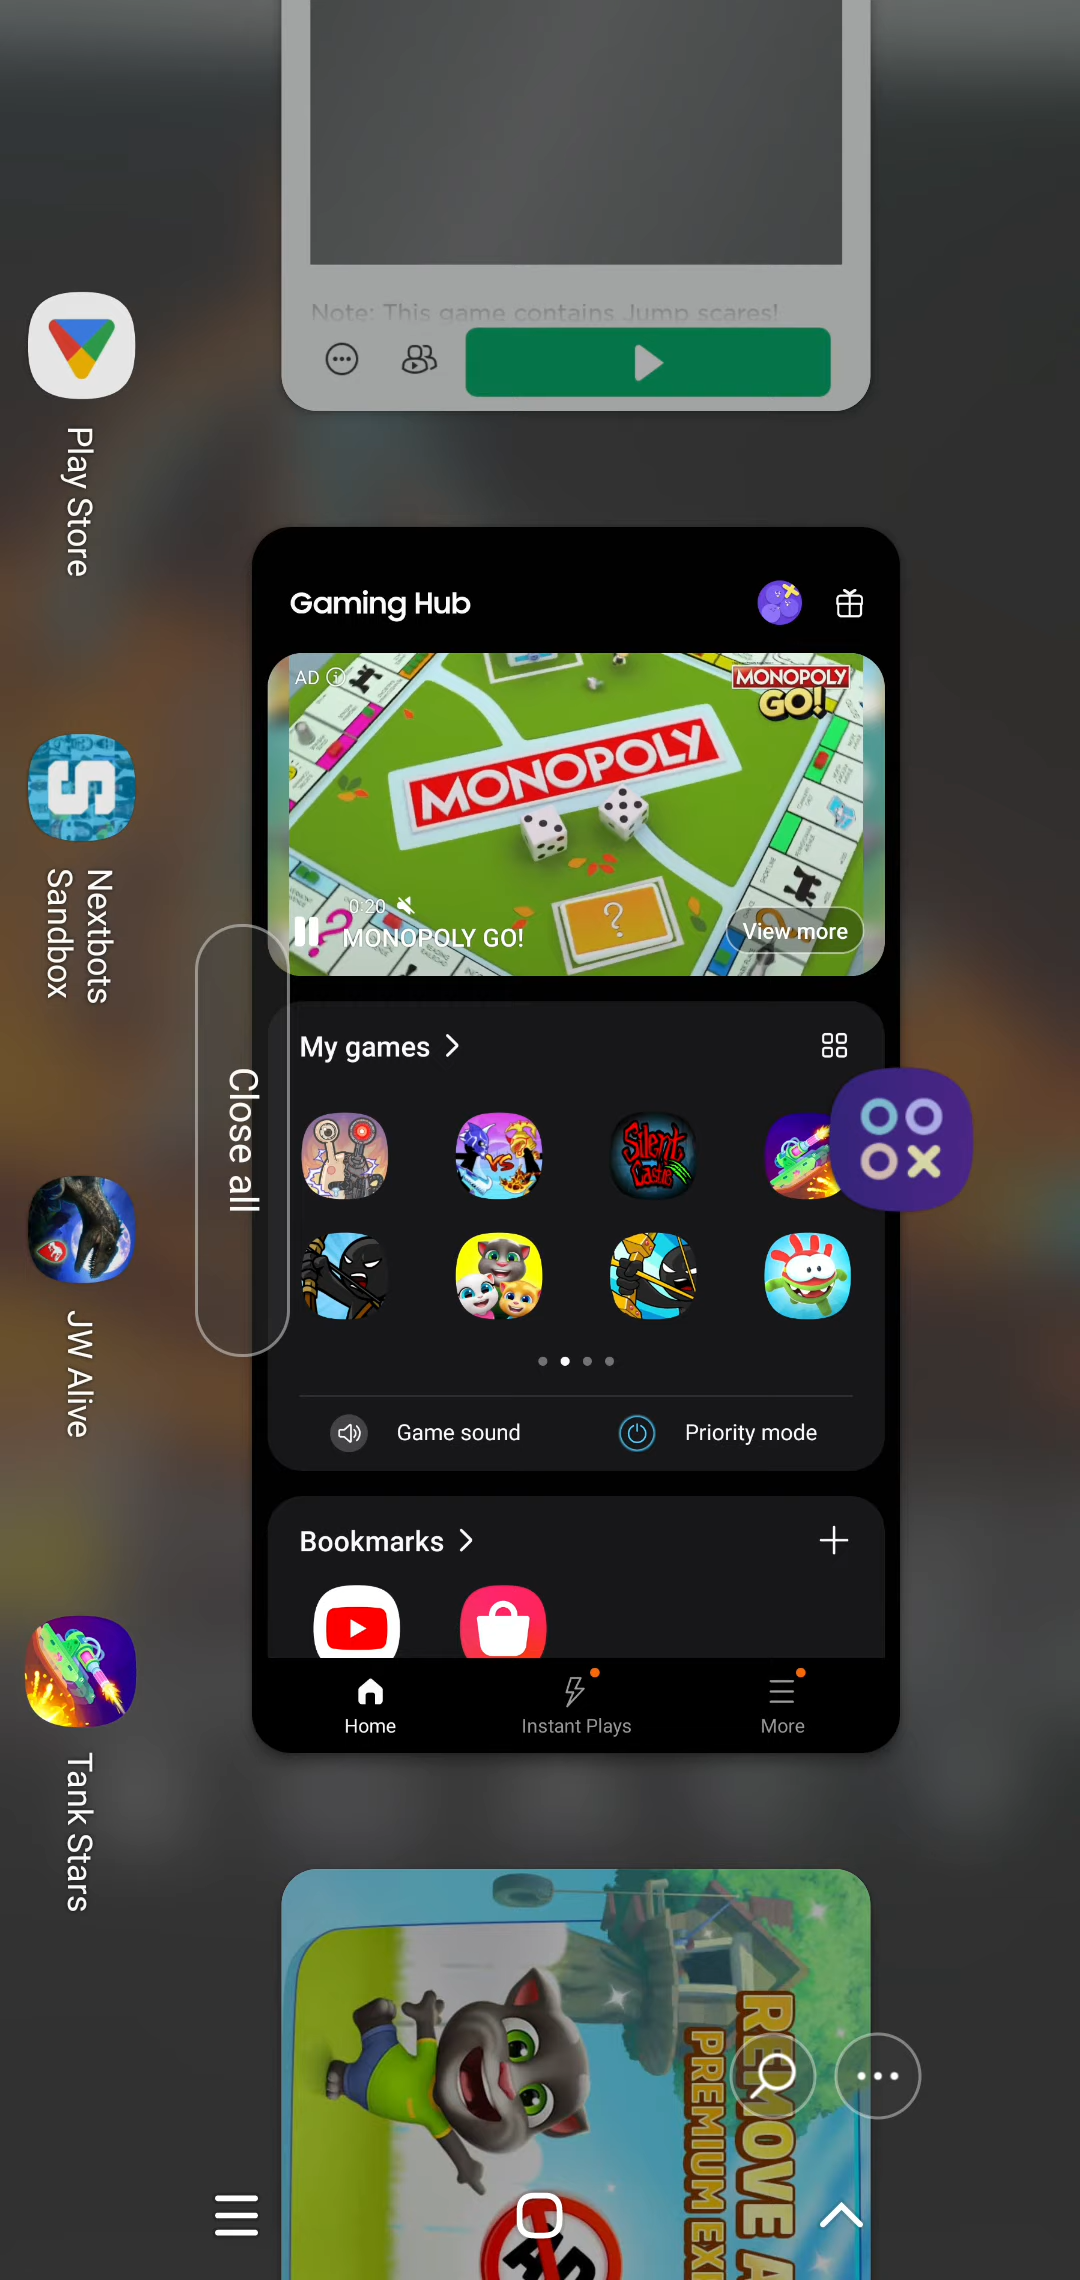 Note: This game contains Jump scares!
Gaming Hub
AD
MONOPOLY
GO!
MONOPOLY
0:20
MONOPOLY GO!
View more
My games
VS
Silent
Castle
Game sound
Priority mode
Bookmarks
Home
Instant Plays
More
Close all
Play Store
S
Nextbots
Sandbox
JW Alive
Tank Stars
REMOVE
PREMIUM